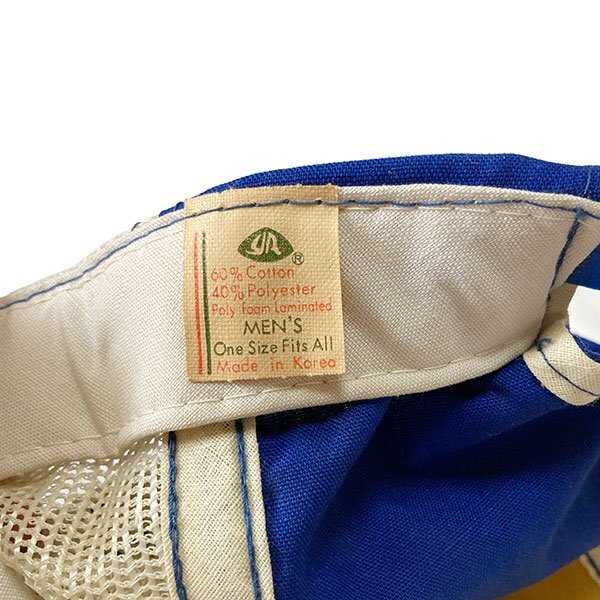 ®
60% Cotton
40% Polyester
Poly foam Laminated
MEN'S
One Size Fits All
Made in Korea